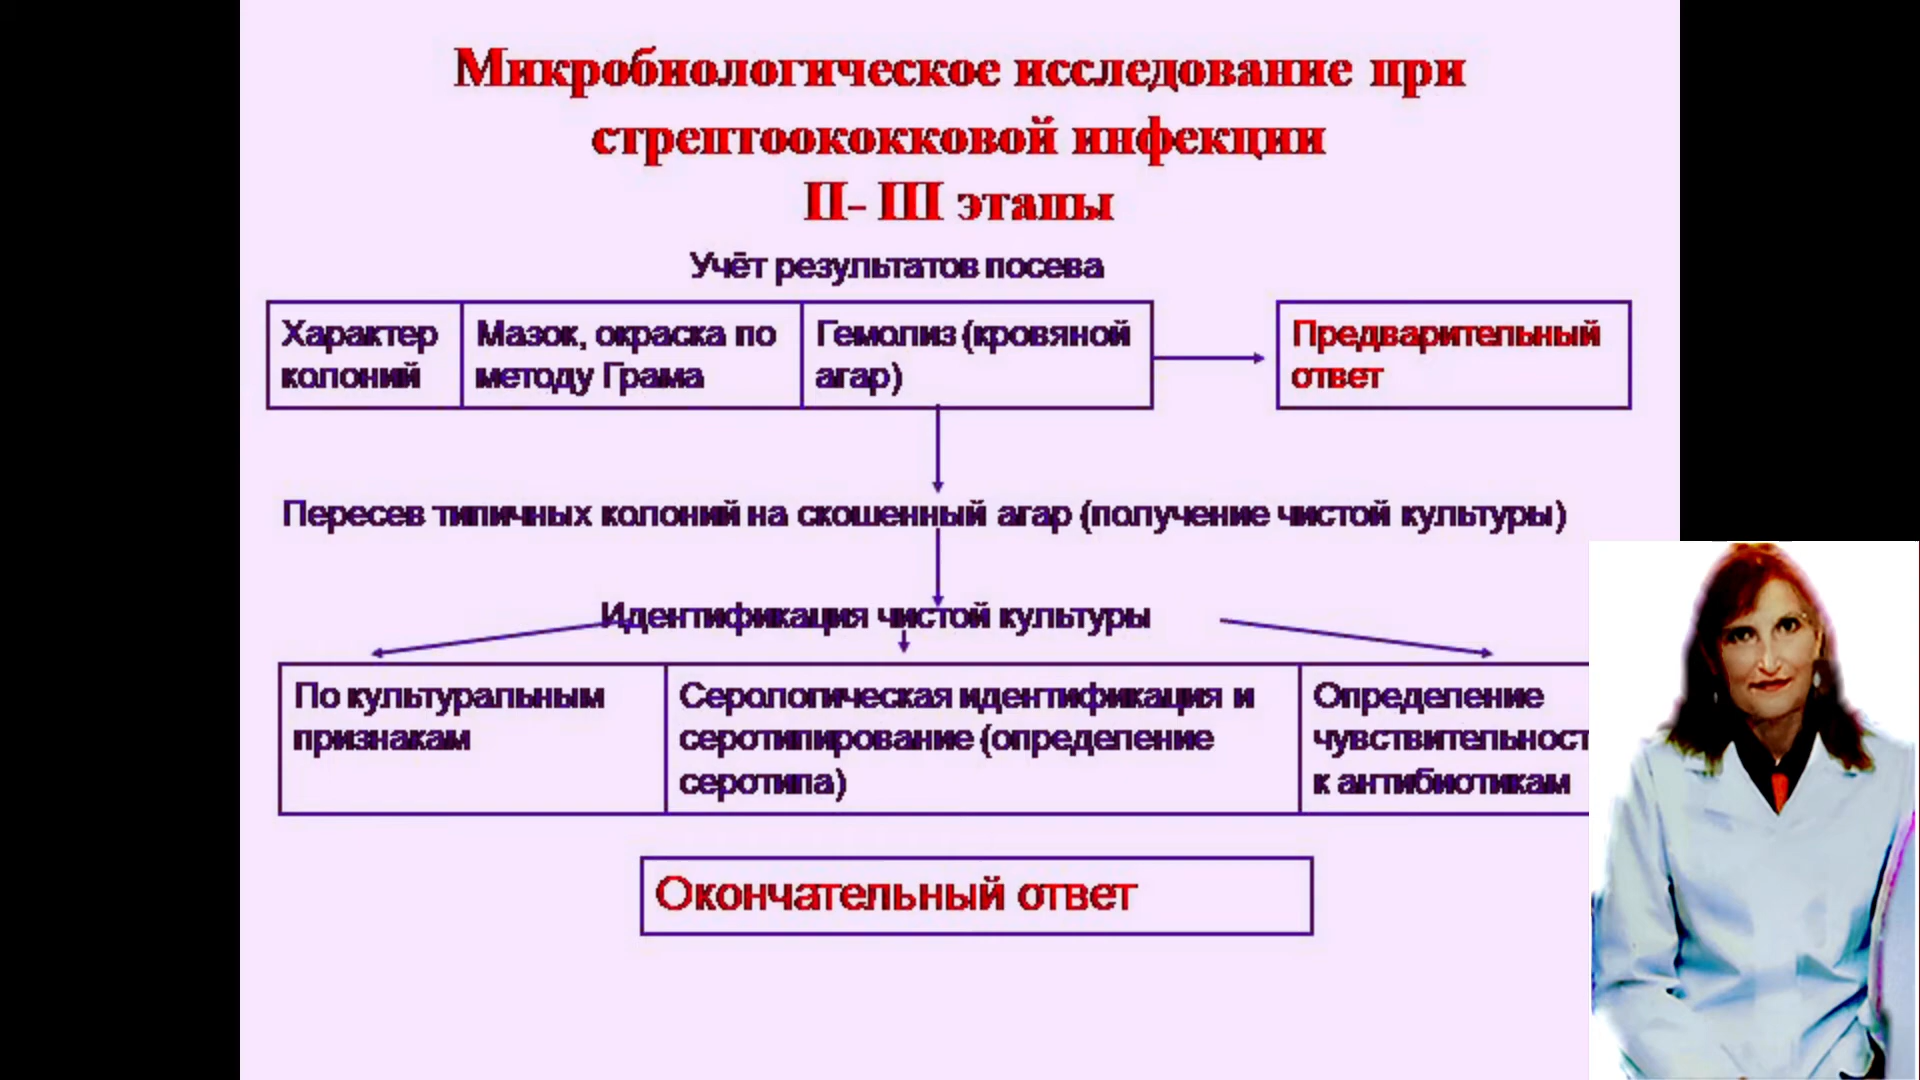 Микробиологическое исследование при
стрептоококковой инфекции
II- III этапы
Учёт результатов посева
Характер
колоний
Мазок, окраска по
методу Грама
Гемолиз (кровяной
агар)
Предварительный
ответ
Пересев типичных колоний на скошенный агар (получение чистой культуры)
Идентификация чистой культуры
По культуральным
признакам
Серологическая идентификация и
серотипирование (определение
серотипа)
Определение
чувствительност
к антибиотикам
Окончательный ответ